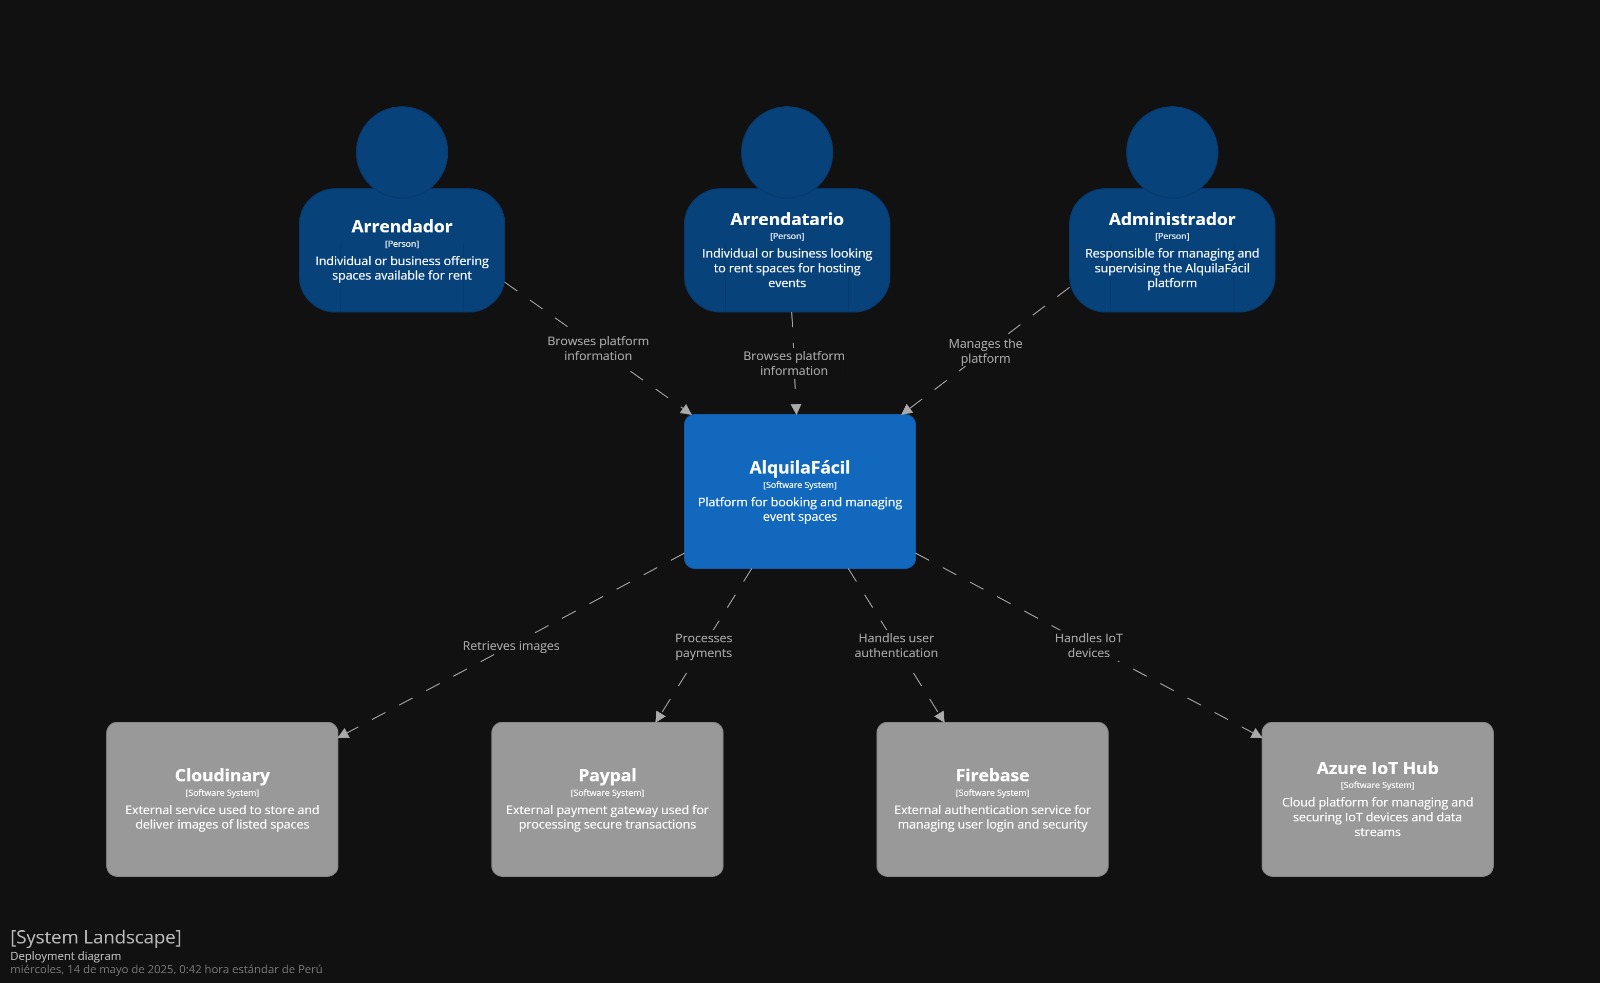 Arrendador
[Person]
Individual or business offering
spaces available for rent
Arrendatario
[Person]
Individual or business looking
to rent spaces for hosting
events
Administrador
[Person]
Responsible for managing and
supervising the AlquilaFácil
platform
Browses platform
information
Browses platform
information
Manages the
platform
AlquilaFácil
[Software System]
Platform for booking and managing
event spaces
Retrieves images
Processes
payments
Handles user
authentication
Handles IoT
devices
Cloudinary
[Software System]
External service used to store and
deliver images of listed spaces
Paypal
[Software System]
External payment gateway used for
processing secure transactions
Firebase
[Software System]
External authentication service for
managing user login and security
Azure IoT Hub
[Software System]
Cloud platform for managing and
securing IoT devices and data
streams
[System Landscape]
Deployment diagram
miércoles, 14 de mayo de 2025, 0:42 hora estándar de Perú